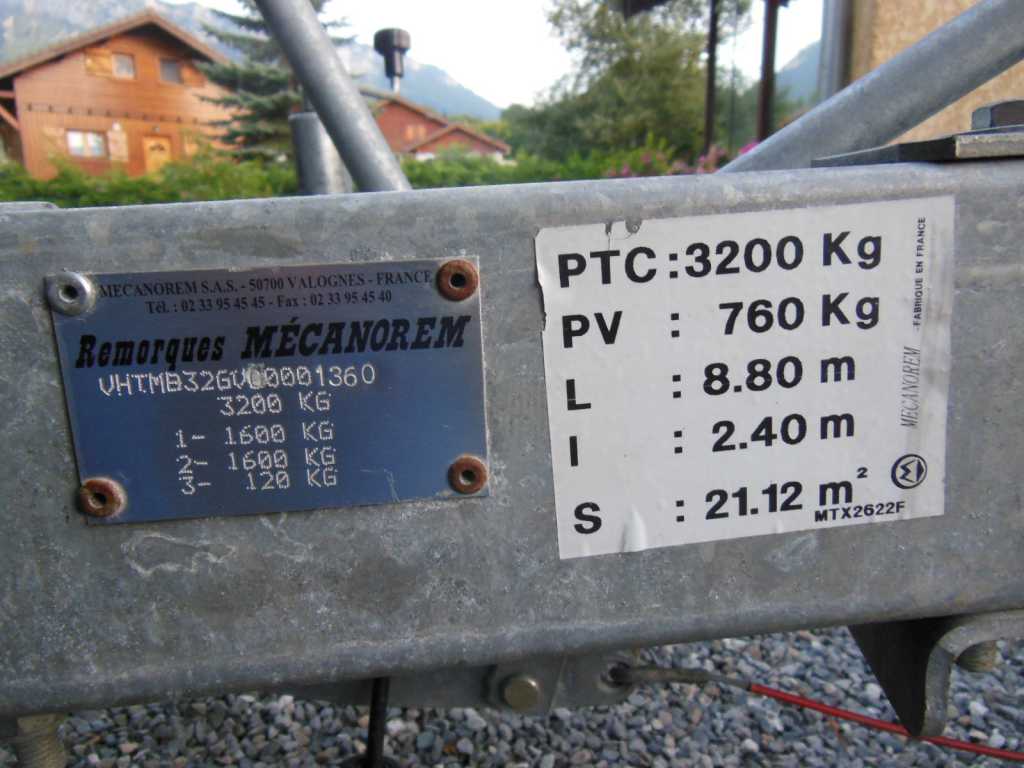 MECANOREM S.A.S. - 50700 VALOGNES - FRANCE
Tél. : 02 33 95 45 45 - Fax : 02 33 95 45 40
Remorques MÉCANOREM
3200 KG
1- 1600 KG
2- 1600 KG
3- 120 KG
PTC : 3200 Kg
PV : 760 Kg
L : 8.80 m
l : 2.40 m
S : 21.12 m²
MTX2622F
MECANOREM -FABRIQUE EN FRANCE